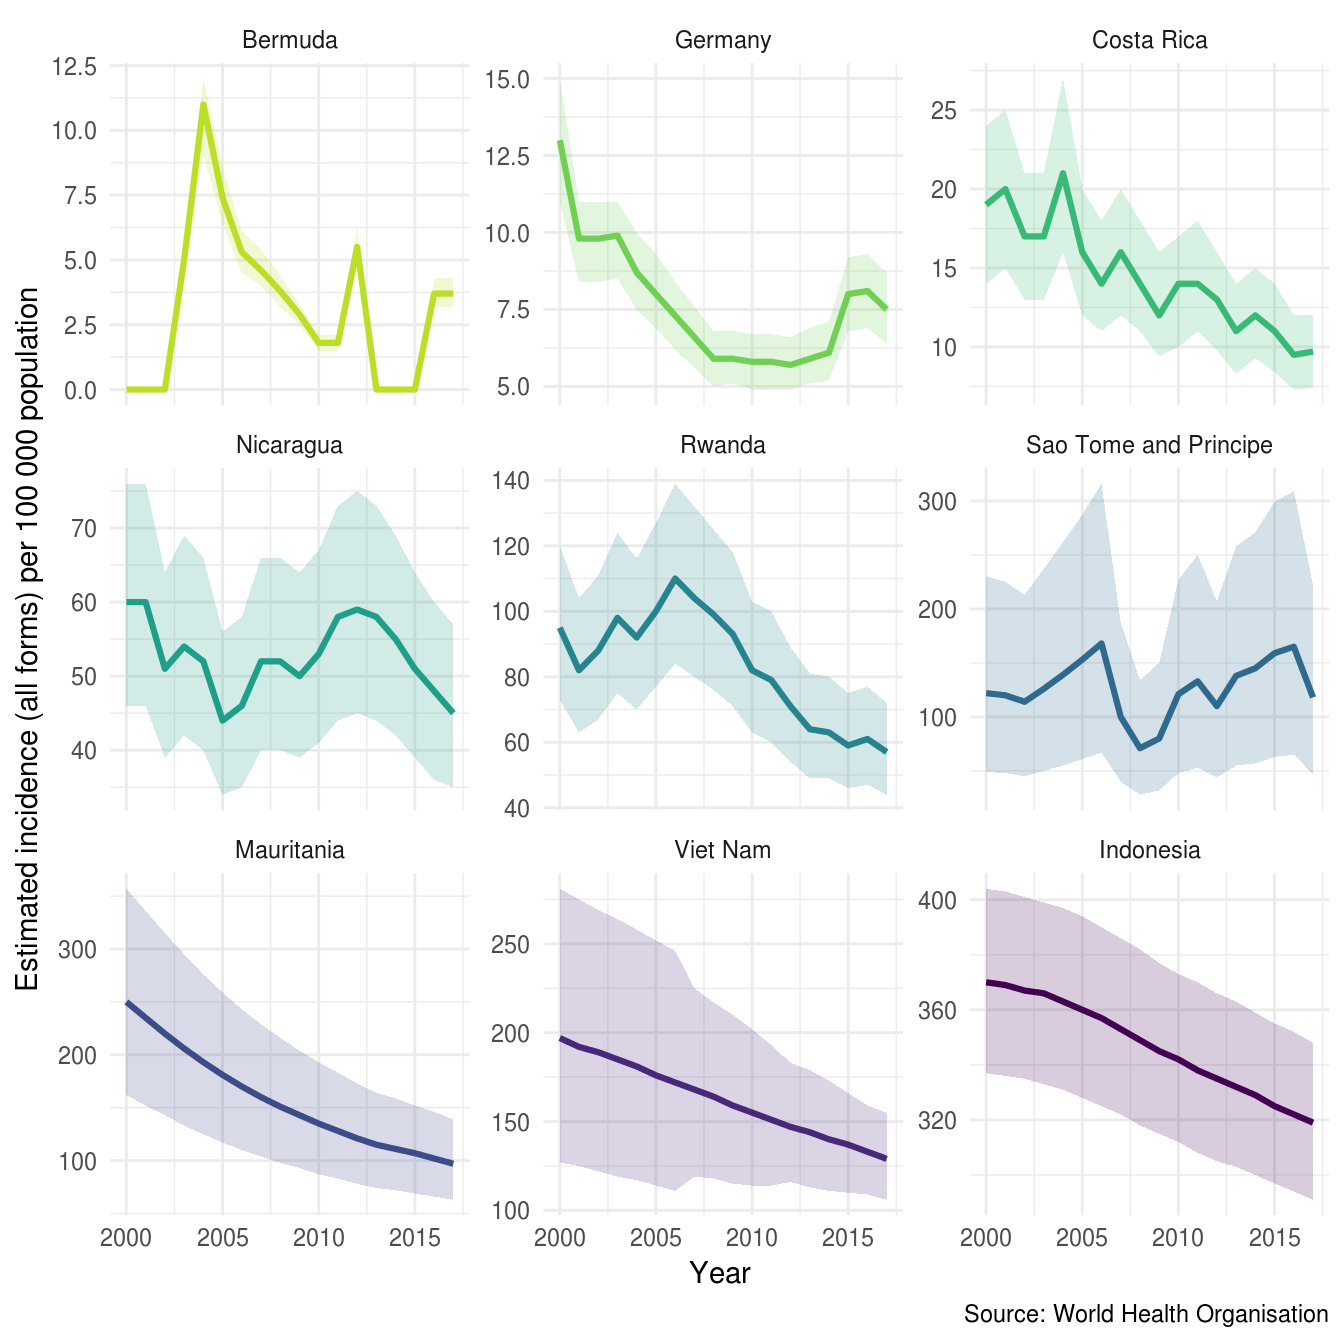 Bermuda
Germany
Costa Rica
12.5
10.0
7.5
5.0
2.5
0.0
15.0
12.5
10.0
7.5
5.0
25
20
15
10
Nicaragua
Rwanda
Sao Tome and Principe
70
60
50
40
140
120
100
80
60
40
300
200
100
Mauritania
Viet Nam
Indonesia
300
200
100
250
200
150
100
400
360
320
2000 2005 2010 2015
2000 2005 2010 2015
2000 2005 2010 2015
Estimated incidence (all forms) per 100 000 population
Year
Source: World Health Organisation